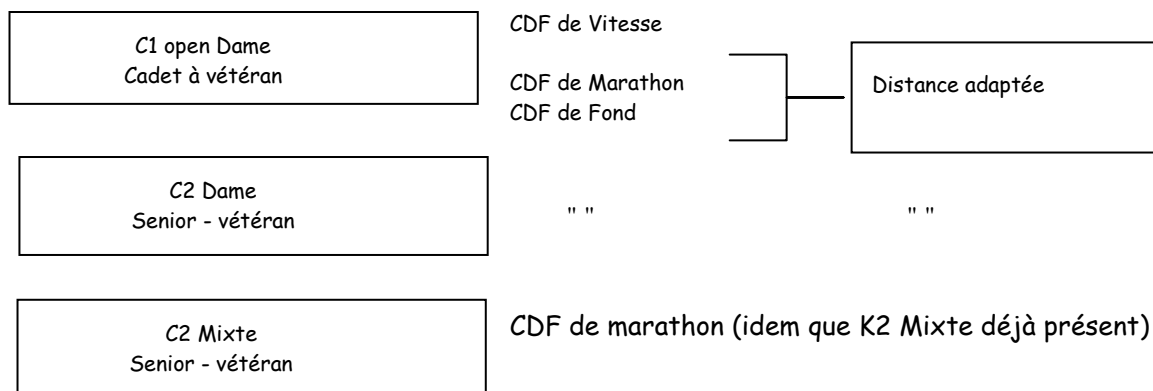 C1 open Dame
Cadet à vétéran
CDF de Vitesse
CDF de Marathon
CDF de Fond
Distance adaptée
C2 Dame
Senior - vétéran
" "
" "
C2 Mixte
Senior - vétéran
CDF de marathon (idem que K2 Mixte déjà présent)